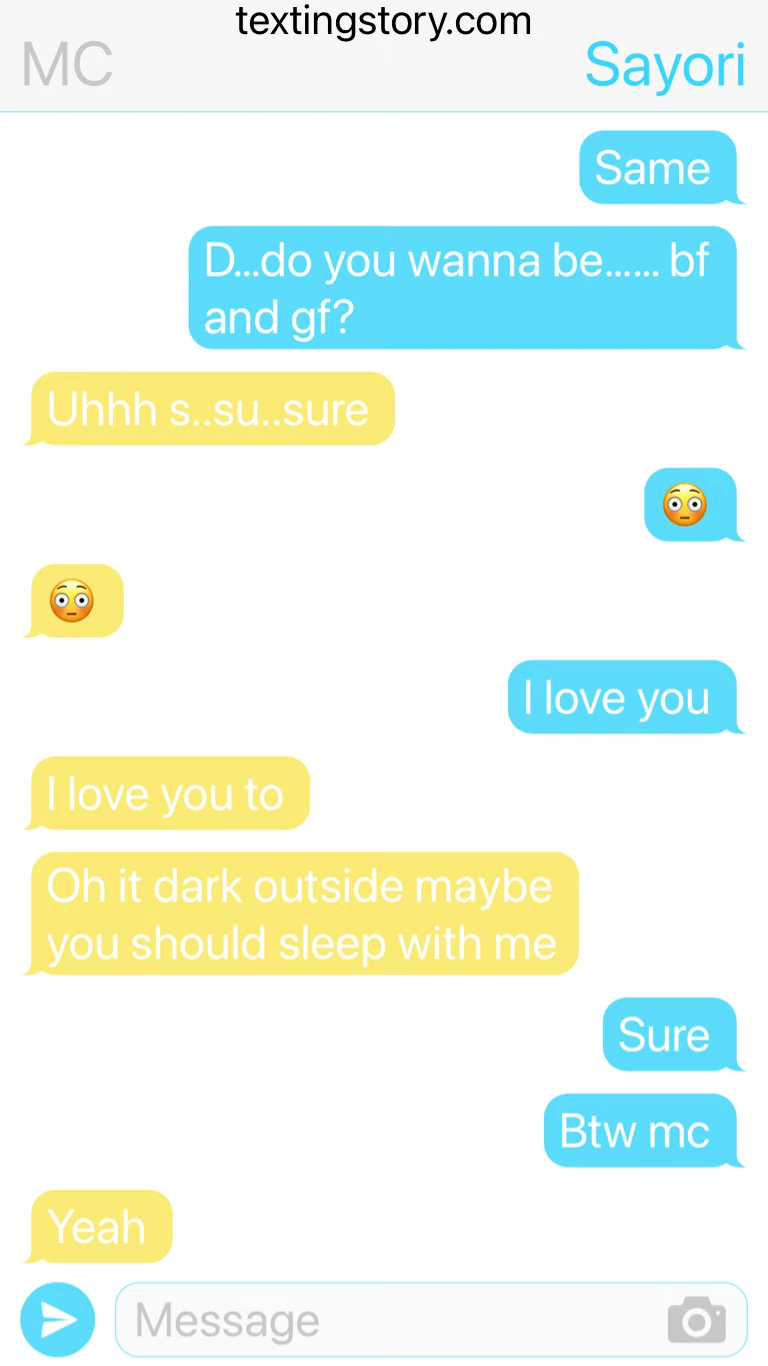 textingstory.com
MC Sayori
Same
D...do you wanna be...... bf
and gf?
Uhhh s..su..sure
😳
😳
I love you
I love you to
Oh it dark outside maybe
you should sleep with me
Sure
Btw mc
Yeah
Message